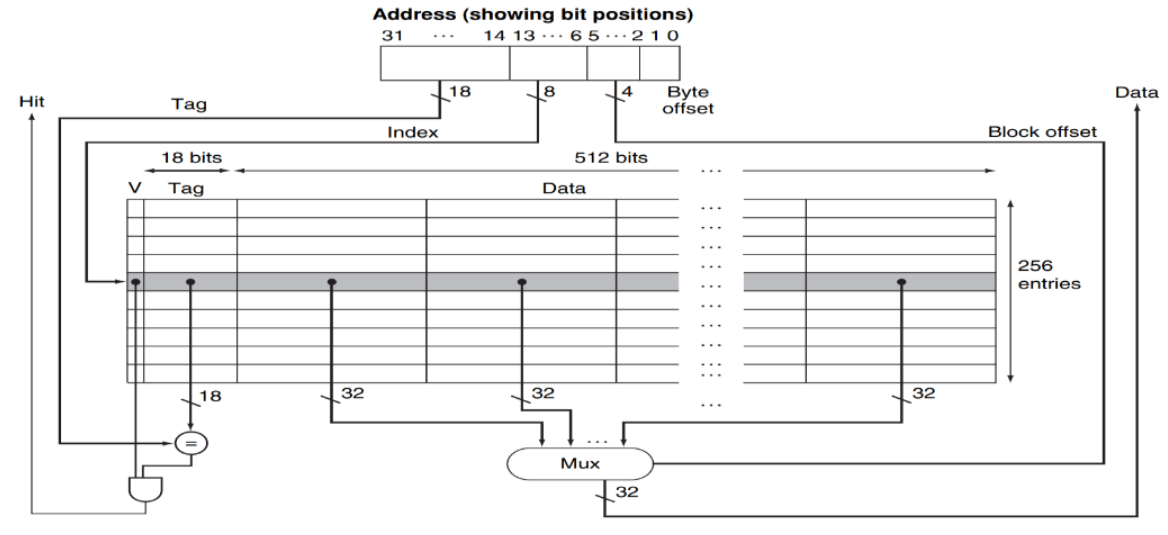 Address (showing bit positions)
31 ... 14 13 ... 6 5 ... 2 1 0
18 8 4 Byte
offset
Hit
Tag
Data
Index
Block offset
18 bits
512 bits
...
V Tag Data
...
...
...
...
...
...
...
...
...
...
256
entries
18
32
32
...
32
=
...
Mux
32